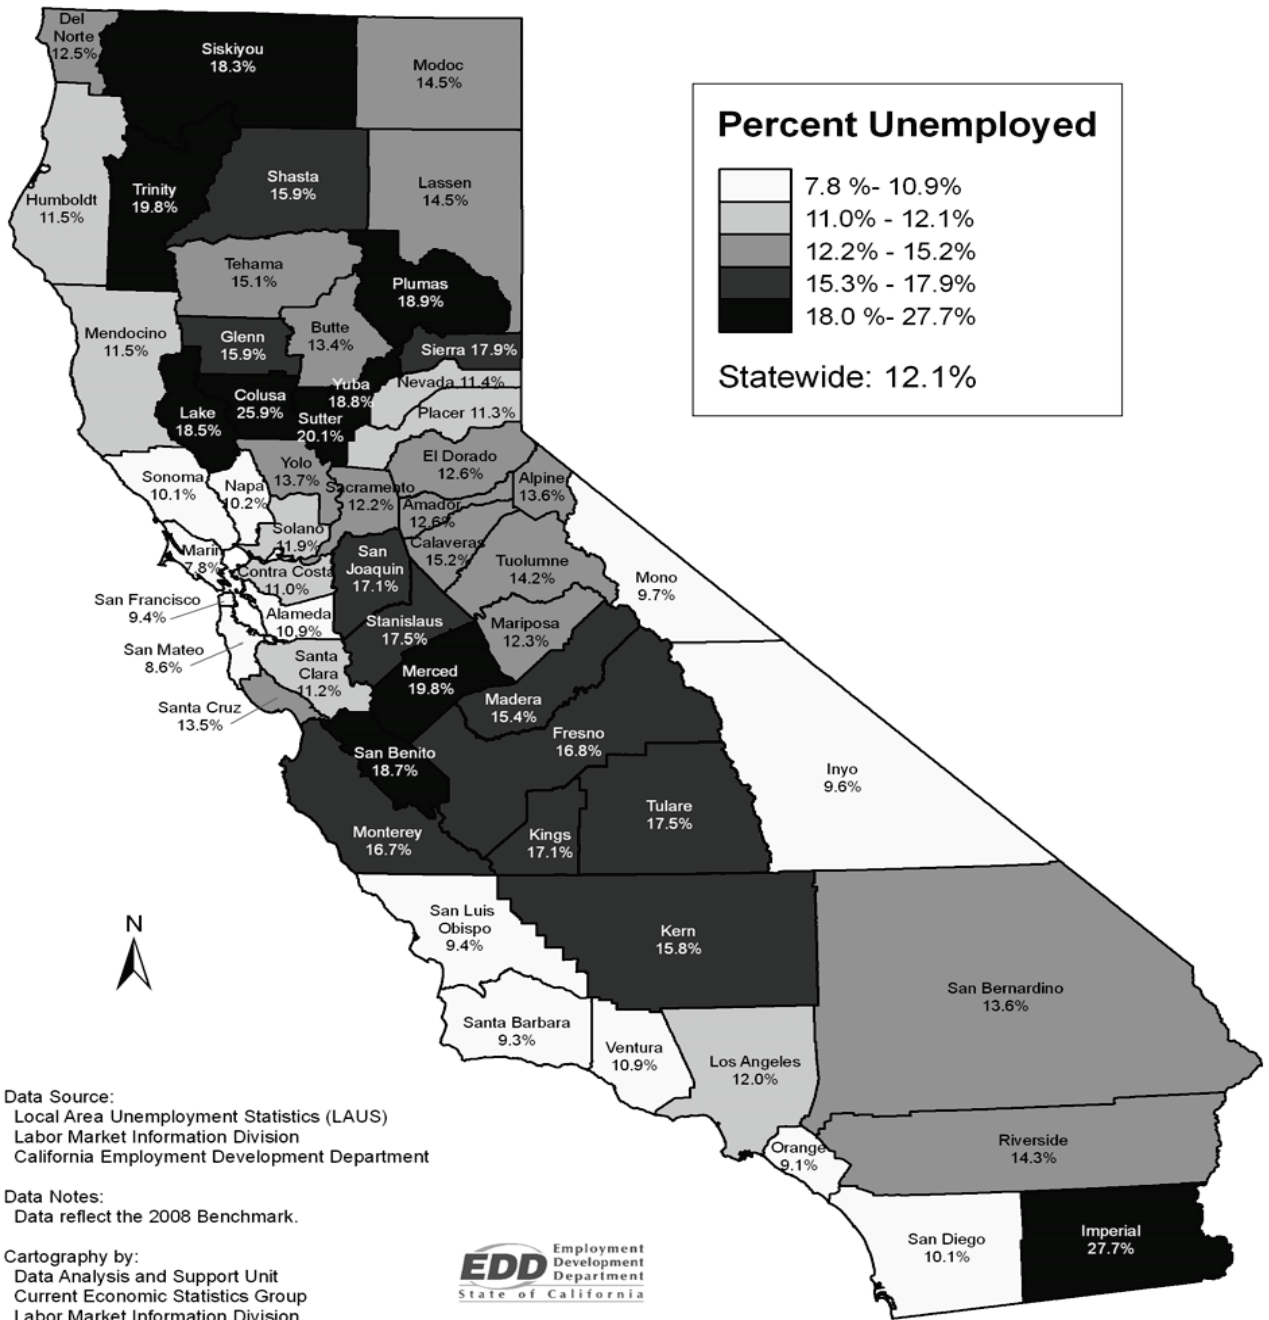 Del
Norte
12.5%
Siskiyou
18.3%
Modoc
14.5%
Percent Unemployed
7.8 %- 10.9%
11.0% - 12.1%
12.2% - 15.2%
15.3% - 17.9%
18.0 %- 27.7%
Statewide: 12.1%
Humboldt
11.5%
Trinity
19.8%
Shasta
15.9%
Lassen
14.5%
Tehama
15.1%
Plumas
18.9%
Mendocino
11.5%
Glenn
15.9%
Butte
13.4%
Sierra 17.9%
Nevada 11.4%
Placer 11.3%
Lake
18.5%
Colusa
25.9%
Yuba
18.8%
Sutter
20.1%
Sonoma
10.1%
Napa
10.2%
Yolo
13.7%
Sacramento
12.2%
El Dorado
12.6%
Alpine
13.6%
Amador
12.6%
Solano
11.9%
Calaveras
15.2%
Marin
7.8%
Contra Costa
11.0%
San
Joaquin
17.1%
Tuolumne
14.2%
Mono
9.7%
San Francisco
9.4%
Alameda
10.9%
Stanislaus
17.5%
Mariposa
12.3%
San Mateo
8.6%
Santa
Clara
11.2%
Merced
19.8%
Santa Cruz
13.5%
Madera
15.4%
Fresno
16.8%
San Benito
18.7%
Inyo
9.6%
Monterey
16.7%
Kings
17.1%
Tulare
17.5%
N
San Luis
Obispo
9.4%
Kern
15.8%
San Bernardino
13.6%
Santa Barbara
9.3%
Ventura
10.9%
Los Angeles
12.0%
Orange
9.1%
Riverside
14.3%
San Diego
10.1%
Imperial
27.7%
Data Source:
Local Area Unemployment Statistics (LAUS)
Labor Market Information Division
California Employment Development Department
Data Notes:
Data reflect the 2008 Benchmark.
Cartography by:
Data Analysis and Support Unit
Current Economic Statistics Group
Labor Market Information Division
EDD
Employment
Development
Department
State of California